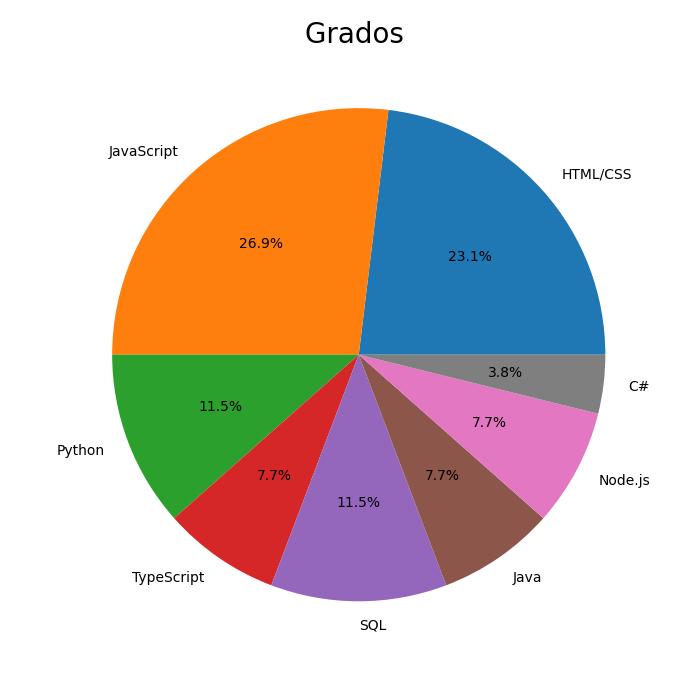 Grados
JavaScript
HTML/CSS
26.9%
23.1%
3.8%
C#
11.5%
7.7%
Python
7.7%
7.7%
Node.js
11.5%
TypeScript
Java
SQL